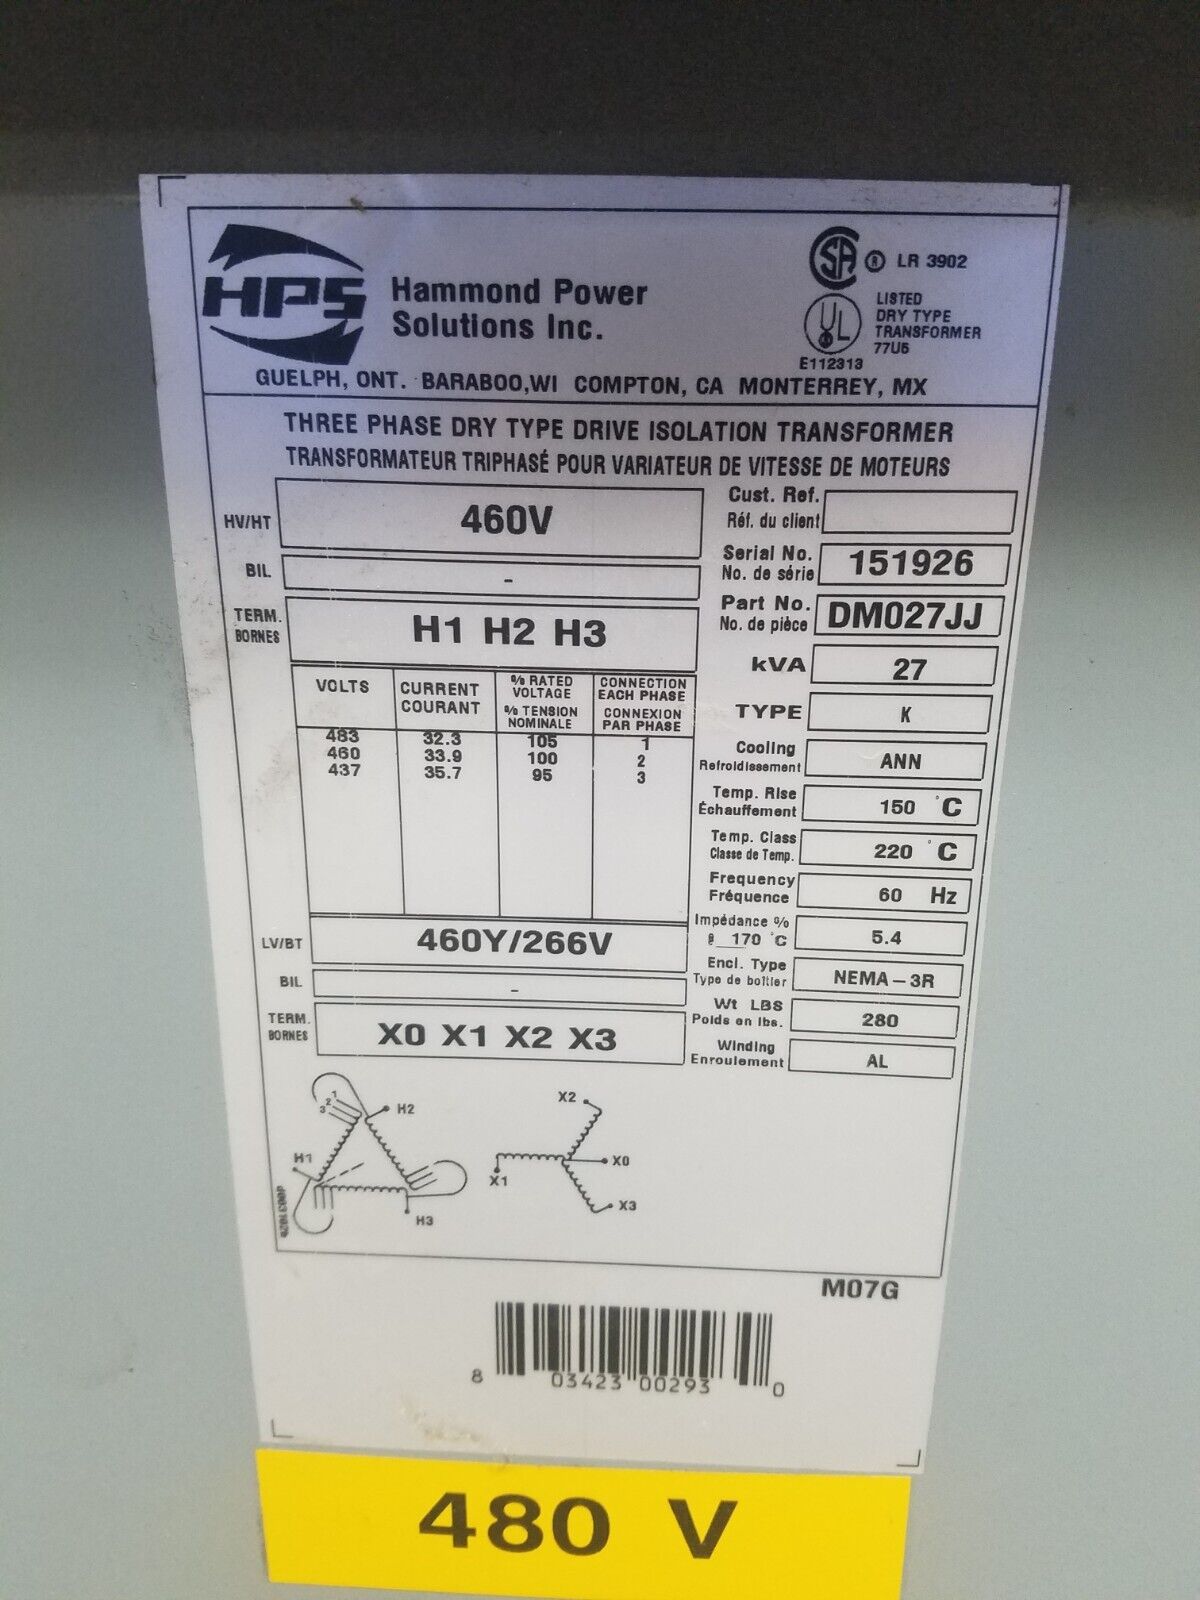 HPS
Hammond Power
Solutions Inc.
SA ® LR 3902
UL
LISTED
DRY TYPE
TRANSFORMER
77U5
E112313
GUELPH, ONT. BARABOO,WI COMPTON, CA MONTERREY, MX
THREE PHASE DRY TYPE DRIVE ISOLATION TRANSFORMER
TRANSFORMATEUR TRIPHASÉ POUR VARIATEUR DE VITESSE DE MOTEURS
HV/HT 460V
BIL -
TERM.
BORNES
H1 H2 H3
VOLTS
CURRENT
COURANT
% RATED
VOLTAGE
% TENSION
NOMINALE
CONNECTION
EACH PHASE
CONNEXION
PAR PHASE
483 32.3 105 1
460 33.9 100 2
437 35.7 95 3
LV/BT 460Y/266V
BIL -
TERM.
BORNES
X0 X1 X2 X3
Cust. Ref.
Réf. du client
Serial No.
No. de série
151926
Part No.
No. de pièce
DM027JJ
kVA 27
TYPE K
Cooling
Refroidissement
ANN
Temp. Rise
Échauffement
150 °C
Temp. Class
Classe de Temp.
220 °C
Frequency
Fréquence
60 Hz
Impédance %
@ 170 °C
5.4
Encl. Type
Type de boîtier
NEMA-3R
Wt LBS
Poids en lbs.
280
Winding
Enroulement
AL
1
2
3
H2
H1
H3
X2
X0
X1
X3
M07G
8 03423 00293 0
480 V